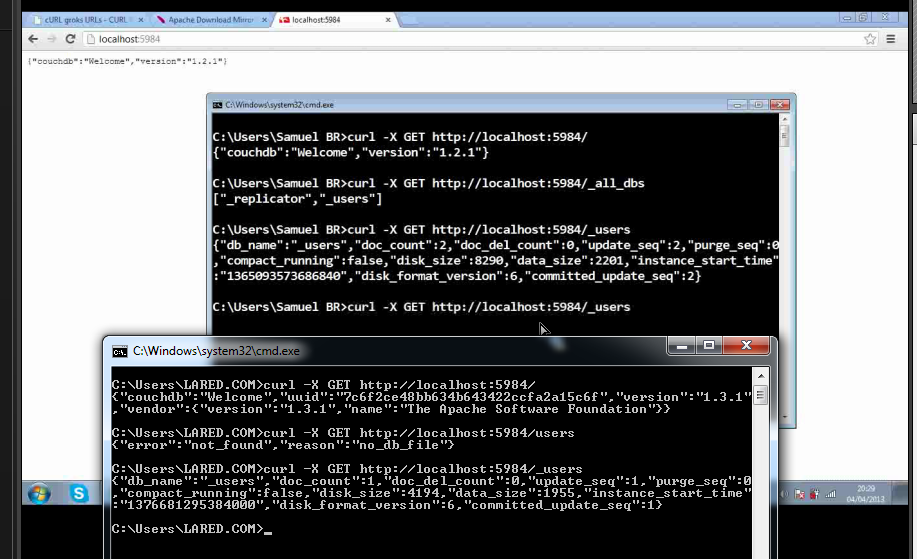 cURL groks URLs - CURL
Apache Download Mirror
localhost:5984
localhost:5984
{"couchdb":"Welcome","version":"1.2.1"}
C:\Windows\system32\cmd.exe
C:\Users\Samuel BR>curl -X GET http://localhost:5984/
{"couchdb":"Welcome","version":"1.2.1"}
C:\Users\Samuel BR>curl -X GET http://localhost:5984/_all_dbs
["_replicator","_users"]
C:\Users\Samuel BR>curl -X GET http://localhost:5984/_users
{"db_name":"_users","doc_count":2,"doc_del_count":0,"update_seq":2,"purge_seq":0
,"compact_running":false,"disk_size":8290,"data_size":2201,"instance_start_time"
:"1365093573686840","disk_format_version":6,"committed_update_seq":2}
C:\Users\Samuel BR>curl -X GET http://localhost:5984/_users
C:\Windows\system32\cmd.exe
C:\Users\LARED.COM>curl -X GET http://localhost:5984/
{"couchdb":"Welcome","uuid":"7c6f2ce48bb634b643422ccfa2a15c6f","version":"1.3.1"
,"vendor":{"version":"1.3.1","name":"The Apache Software Foundation"}}
C:\Users\LARED.COM>curl -X GET http://localhost:5984/users
{"error":"not_found","reason":"no_db_file"}
C:\Users\LARED.COM>curl -X GET http://localhost:5984/_users
{"db_name":"_users","doc_count":1,"doc_del_count":0,"update_seq":1,"purge_seq":0
,"compact_running":false,"disk_size":4194,"data_size":1955,"instance_start_time"
:"1376681295384000","disk_format_version":6,"committed_update_seq":1}
C:\Users\LARED.COM>_
20:29
04/04/2013